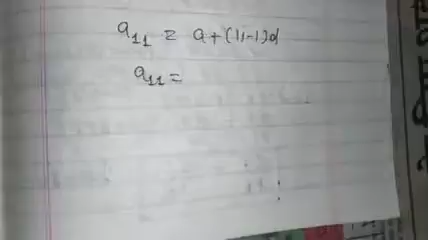 a₁₁ = a + (11-1)d
a₁₁ =